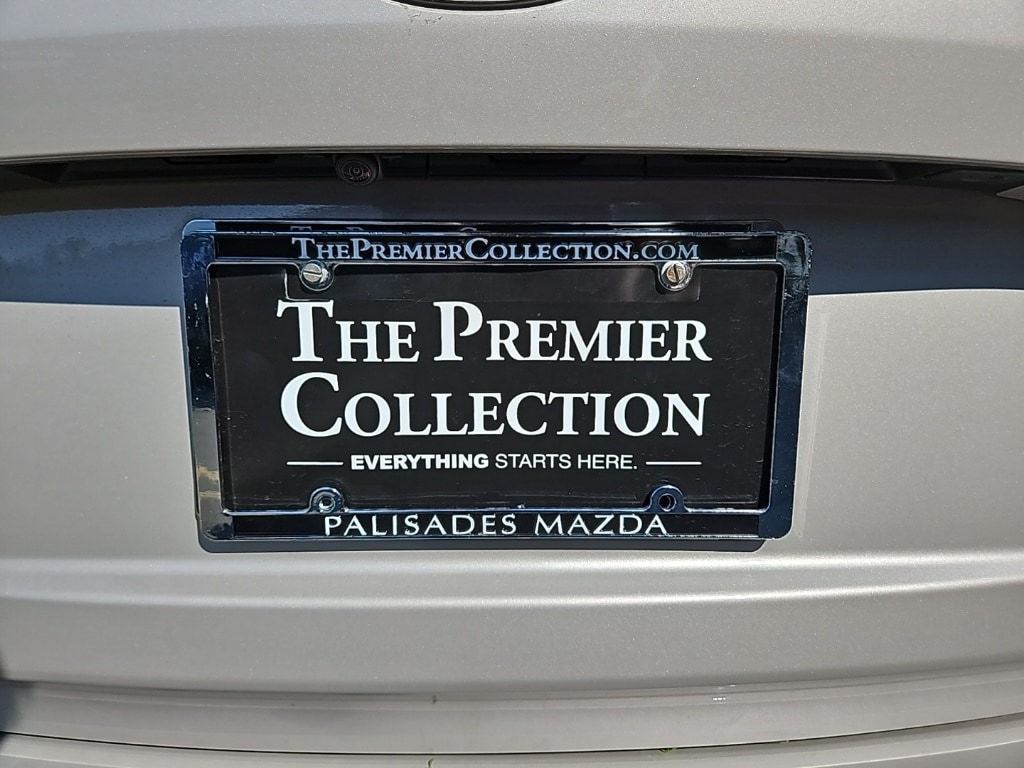 THEPREMIERCOLLECTION.COM
THE PREMIER
COLLECTION
EVERYTHING STARTS HERE.
PALISADES MAZDA